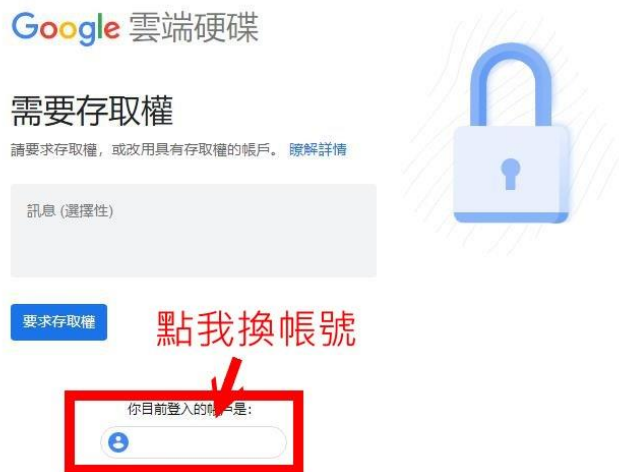 Google 雲端硬碟
需要存取權
請要求存取權，或改用具有存取權的帳戶。 瞭解詳情
訊息 (選擇性)
要求存取權
點我換帳號
你目前登入的帳戶是: